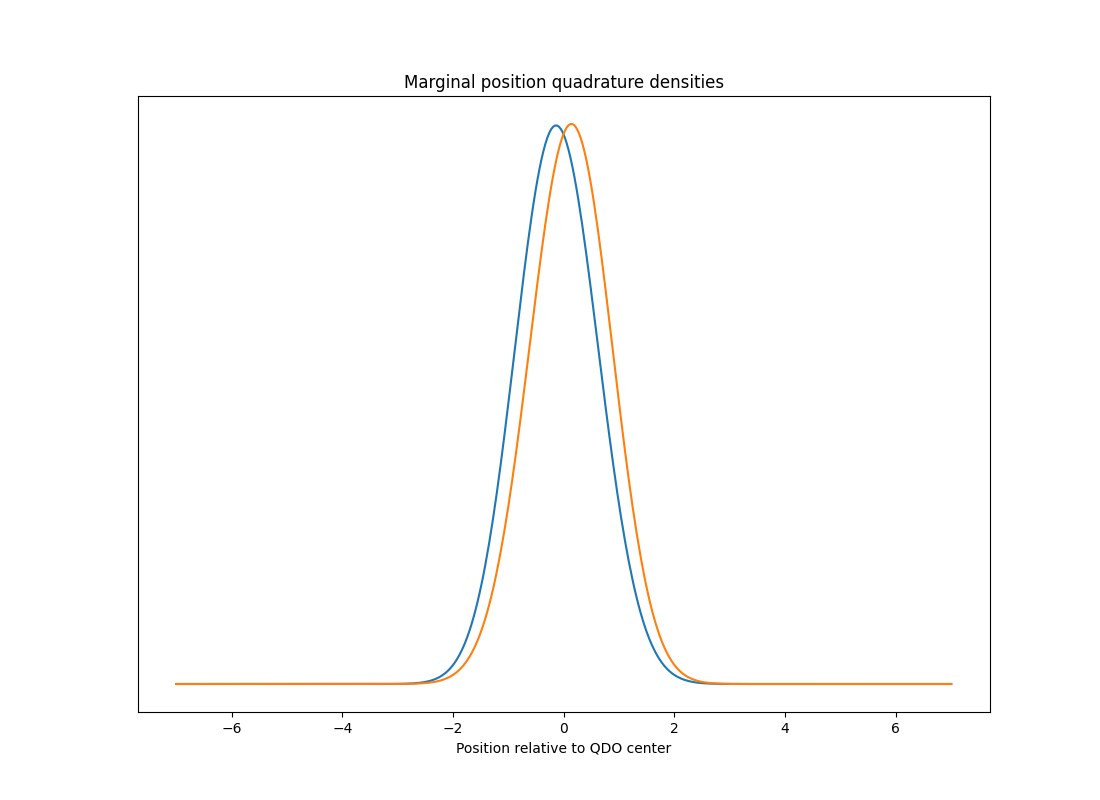 Marginal position quadrature densities
−6 −4 −2 0 2 4 6
Position relative to QDO center